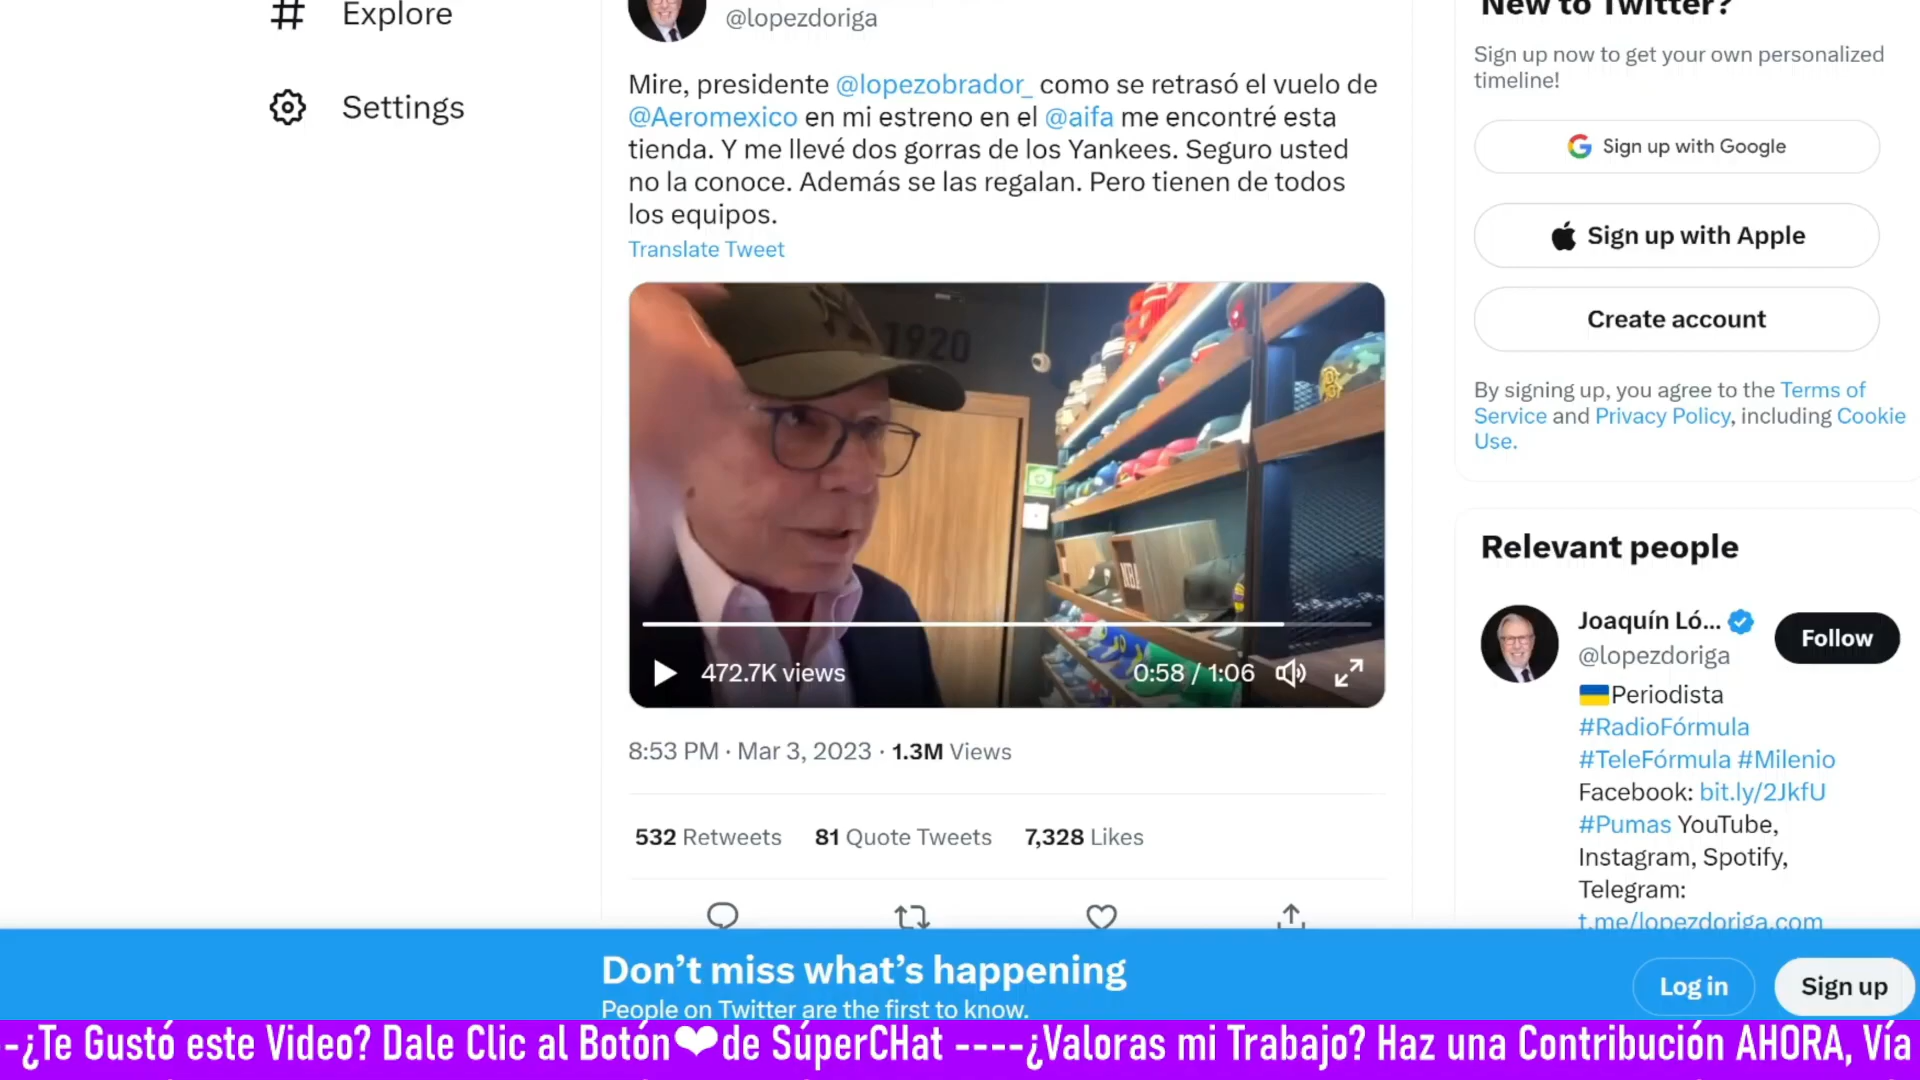 Explore
Settings
@lopezdoriga
Mire, presidente @lopezobrador_ como se retrasó el vuelo de
@Aeromexico en mi estreno en el @aifa me encontré esta
tienda. Y me llevé dos gorras de los Yankees. Seguro usted
no la conoce. Además se las regalan. Pero tienen de todos
los equipos.
Translate Tweet
1920
NBA
472.7K views
0:58 / 1:06
8:53 PM · Mar 3, 2023 · 1.3M Views
532 Retweets 81 Quote Tweets 7,328 Likes
New to Twitter?
Sign up now to get your own personalized
timeline!
Sign up with Google
Sign up with Apple
Create account
By signing up, you agree to the Terms of
Service and Privacy Policy, including Cookie
Use.
Relevant people
Joaquín Ló...
Follow
@lopezdoriga
Periodista
#RadioFórmula
#TeleFórmula #Milenio
Facebook: bit.ly/2JkfU
#Pumas YouTube,
Instagram, Spotify,
Telegram:
t.me/lopezdoriga.com
Don’t miss what’s happening
People on Twitter are the first to know.
Log in
Sign up
-¿Te Gustó este Video? Dale Clic al Botón❤de SúperCHat ----¿Valoras mi Trabajo? Haz una Contribución AHORA, Vía